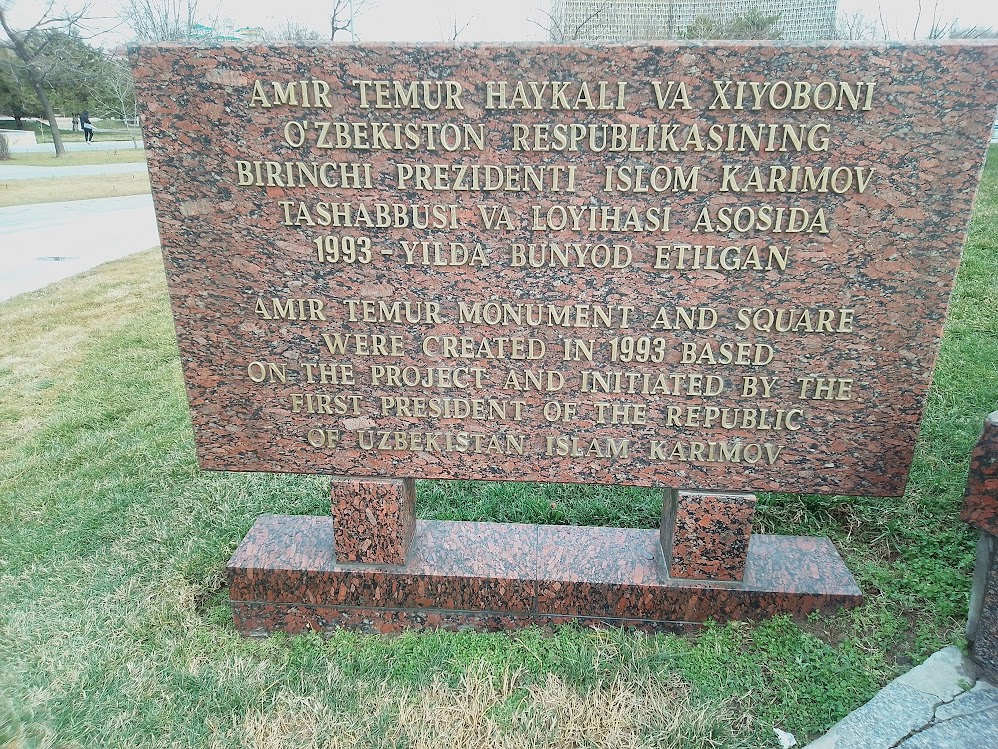 AMIR TEMUR HAYKALI VA XIYOBONI
O'ZBEKISTON RESPUBLIKASINING
BIRINCHI PREZIDENTI ISLOM KARIMOV
TASHABBUSI VA LOYIHASI ASOSIDA
1993-YILDA BUNYOD ETILGAN
AMIR TEMUR MONUMENT AND SQUARE
WERE CREATED IN 1993 BASED
ON THE PROJECT AND INITIATED BY THE
FIRST PRESIDENT OF THE REPUBLIC
OF UZBEKISTAN ISLAM KARIMOV